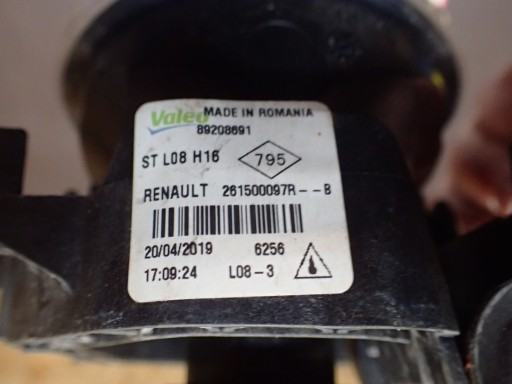 Valeo MADE IN ROMANIA
89208691
ST L08 H16 795
RENAULT 261500097R--B
20/04/2019 6256
17:09:24 L08-3